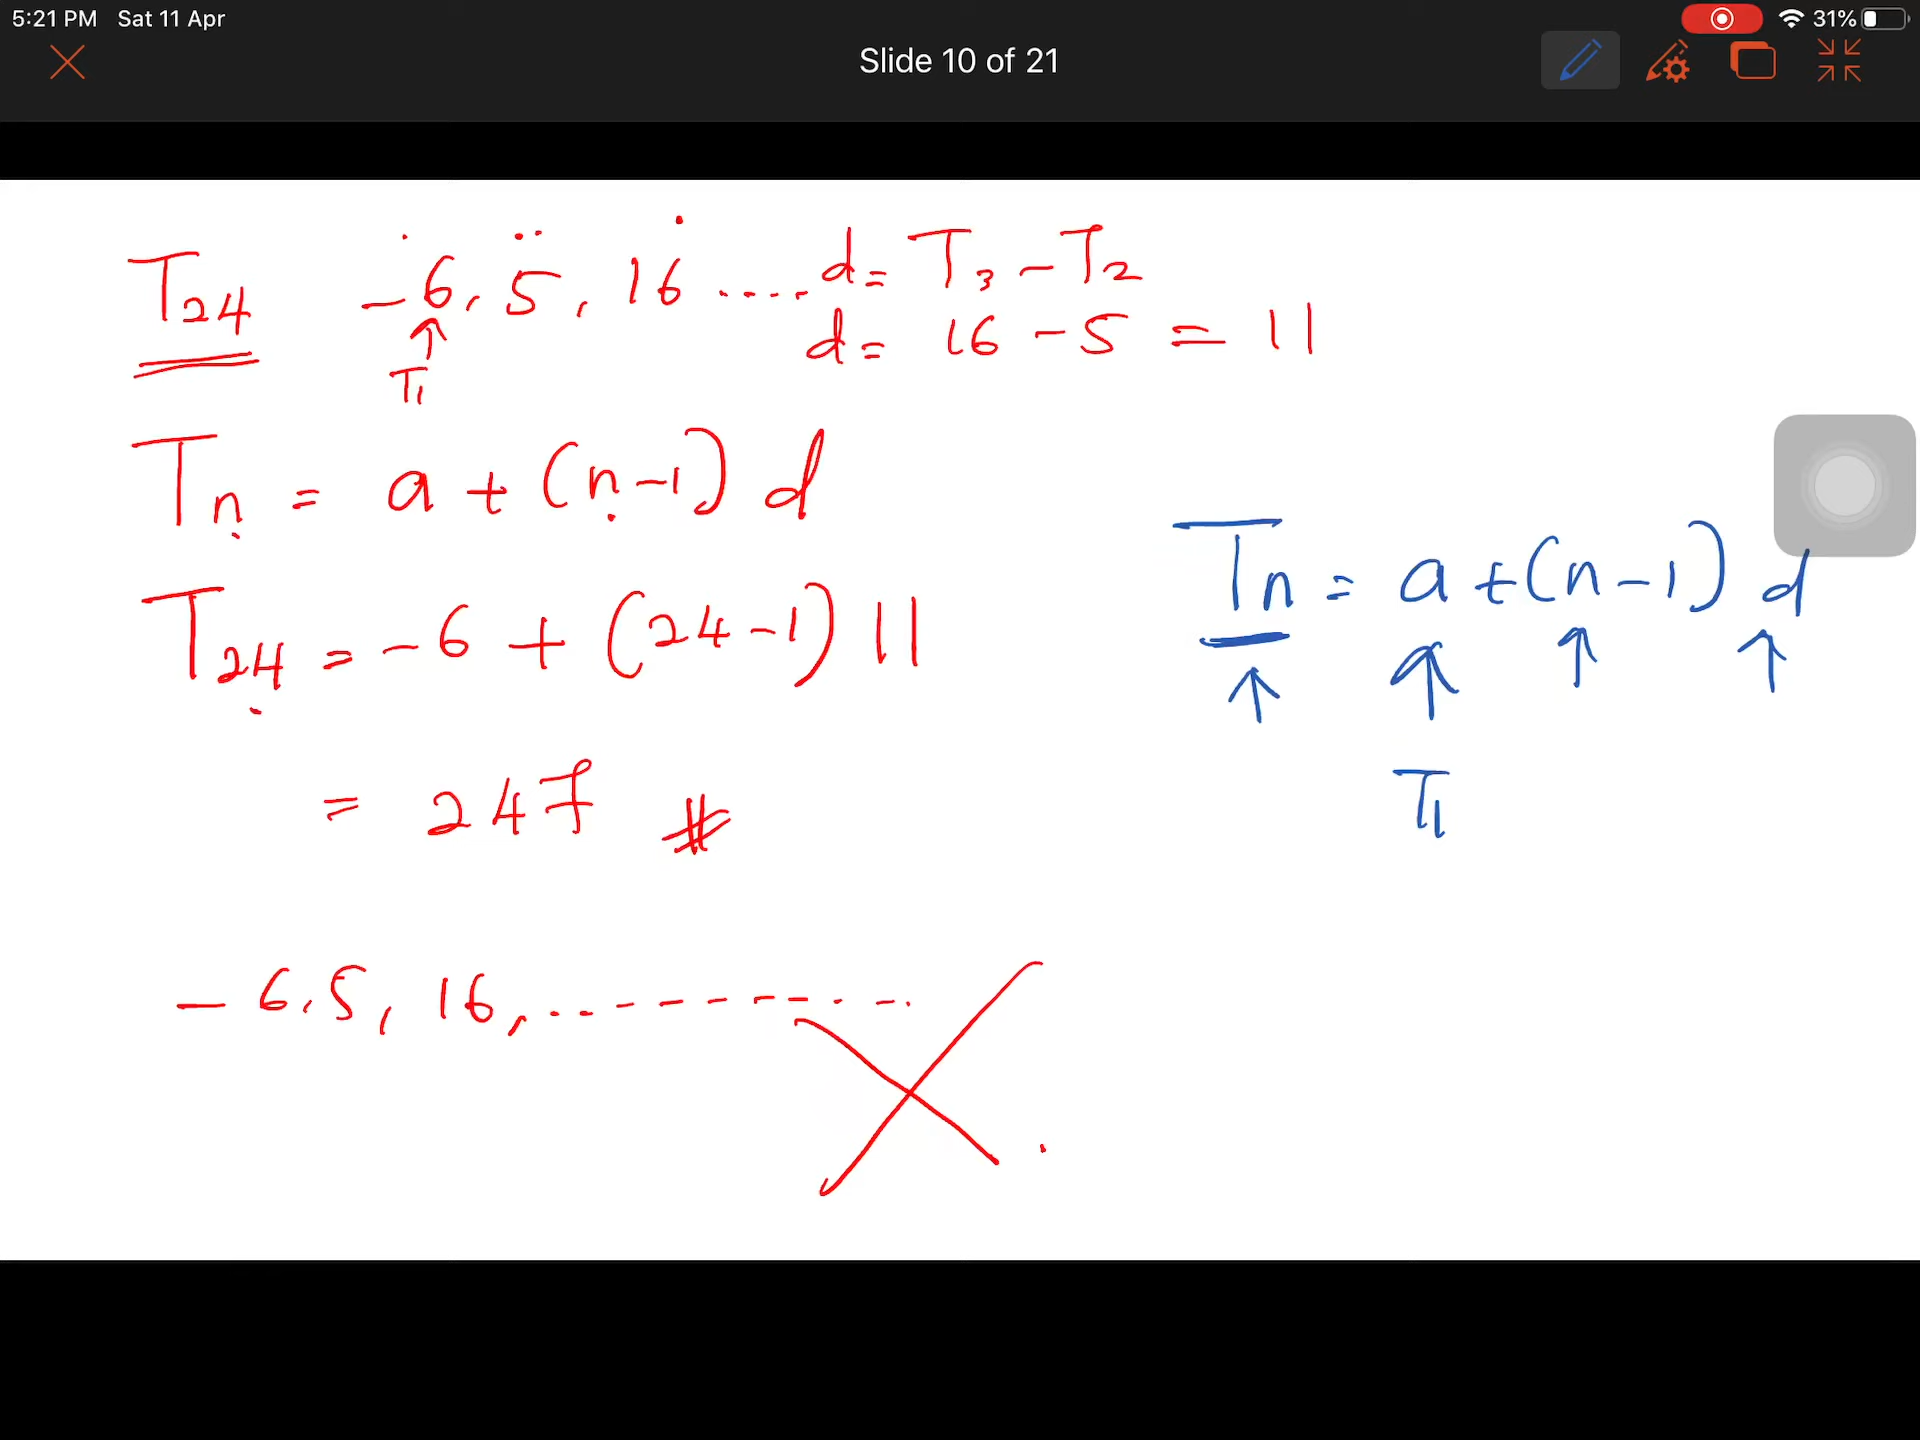 5:21 PM Sat 11 Apr 31%
Slide 10 of 21
T24 -6, 5, 16 .... d = T3 - T2
d = 16 - 5 = 11
T1
Tn = a + (n-1) d
T24 = -6 + (24-1) 11
= 247 #
-6, 5, 16, ...----------
Tn = a + (n-1) d
T1